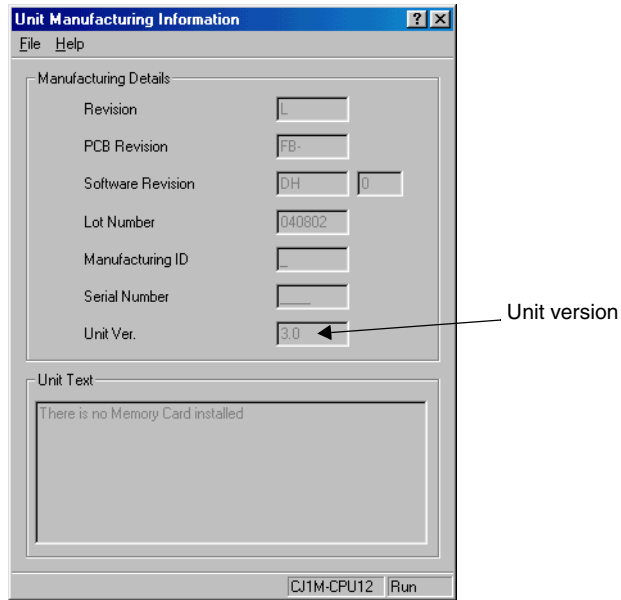 Unit Manufacturing Information
File Help
Manufacturing Details
Revision L
PCB Revision FB-
Software Revision DH 0
Lot Number 040802
Manufacturing ID _
Serial Number ____
Unit Ver. 3.0
Unit version
Unit Text
There is no Memory Card installed
CJ1M-CPU12 Run